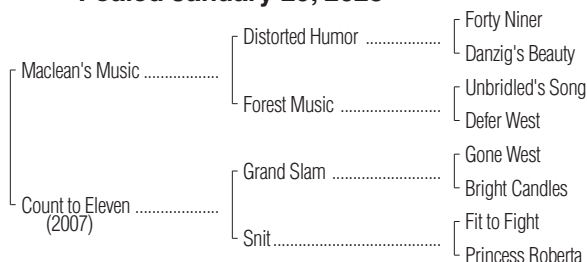 Forty Niner
Distorted Humor ..................
Danzig's Beauty
Maclean's Music ..................
Unbridled's Song
Forest Music ........................
Defer West
Gone West
Grand Slam ..........................
Bright Candles
Count to Eleven ....................
(2007)
Fit to Fight
Snit........................................
Princess Roberta